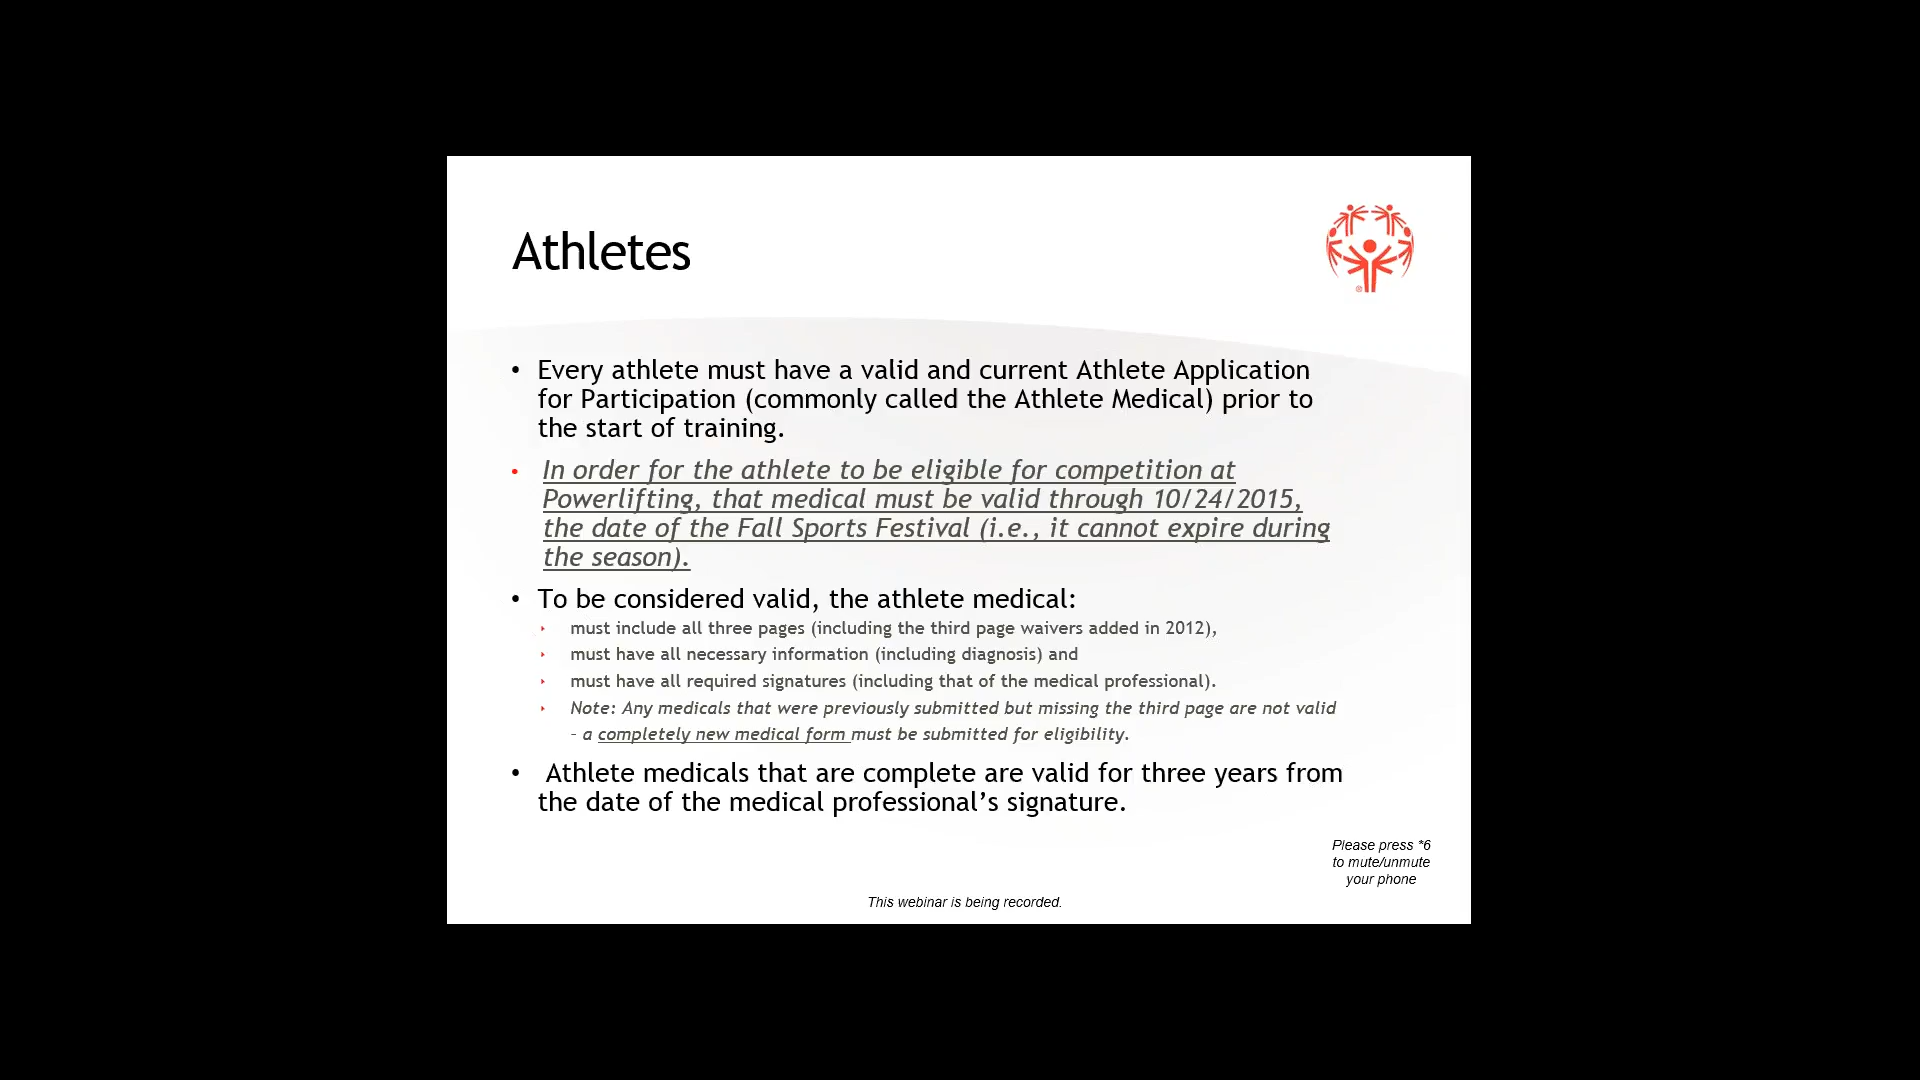 Athletes
• Every athlete must have a valid and current Athlete Application
for Participation (commonly called the Athlete Medical) prior to
the start of training.
• In order for the athlete to be eligible for competition at
Powerlifting, that medical must be valid through 10/24/2015,
the date of the Fall Sports Festival (i.e., it cannot expire during
the season).
• To be considered valid, the athlete medical:
‣ must include all three pages (including the third page waivers added in 2012),
‣ must have all necessary information (including diagnosis) and
‣ must have all required signatures (including that of the medical professional).
‣ Note: Any medicals that were previously submitted but missing the third page are not valid
– a completely new medical form must be submitted for eligibility.
• Athlete medicals that are complete are valid for three years from
the date of the medical professional’s signature.
Please press *6
to mute/unmute
your phone
This webinar is being recorded.